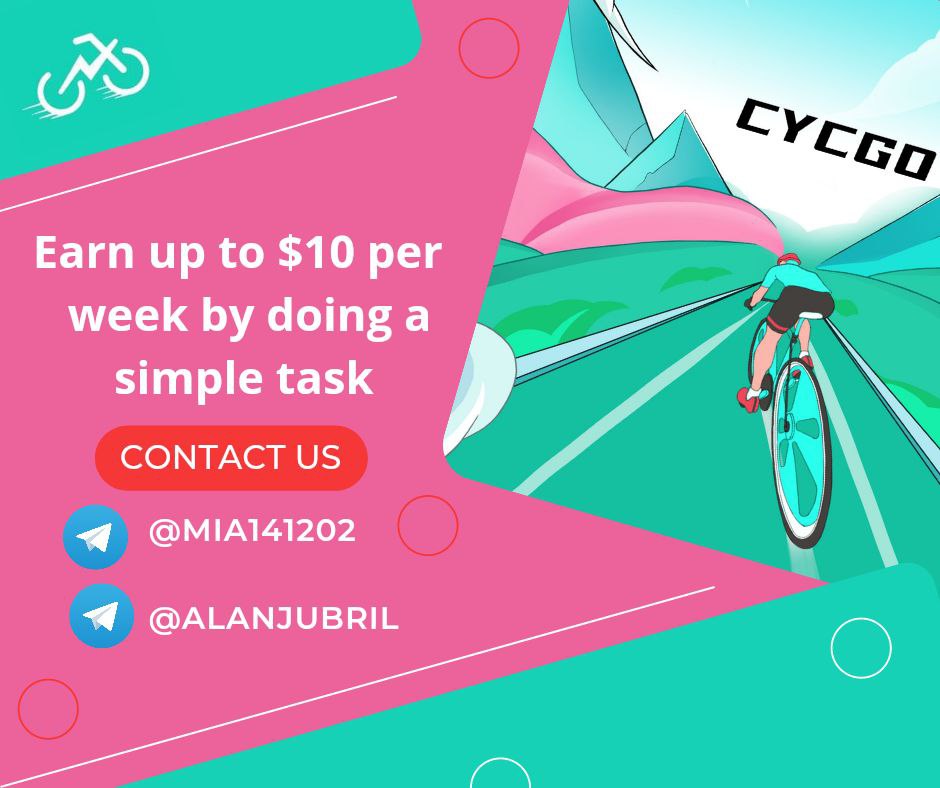 CYCGO
Earn up to $10 per
week by doing a
simple task
CONTACT US
@MIA141202
@ALANJUBRIL